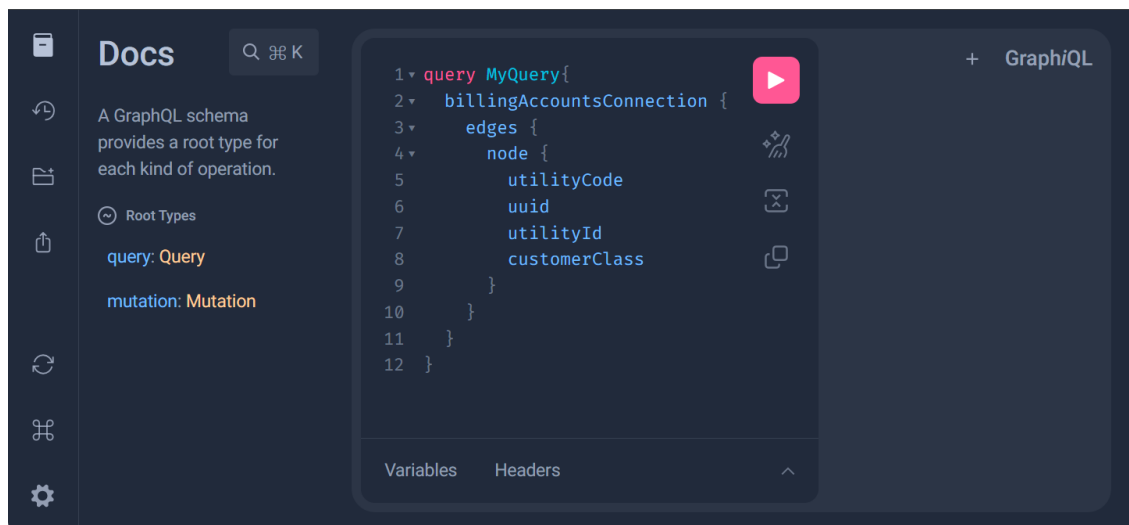 Docs
⌘ K
A GraphQL schema
provides a root type for
each kind of operation.
Root Types
query: Query
mutation: Mutation
1 query MyQuery{
2 billingAccountsConnection {
3 edges {
4 node {
5 utilityCode
6 uuid
7 utilityId
8 customerClass
9 }
10 }
11 }
12 }
Variables Headers
+ GraphiQL